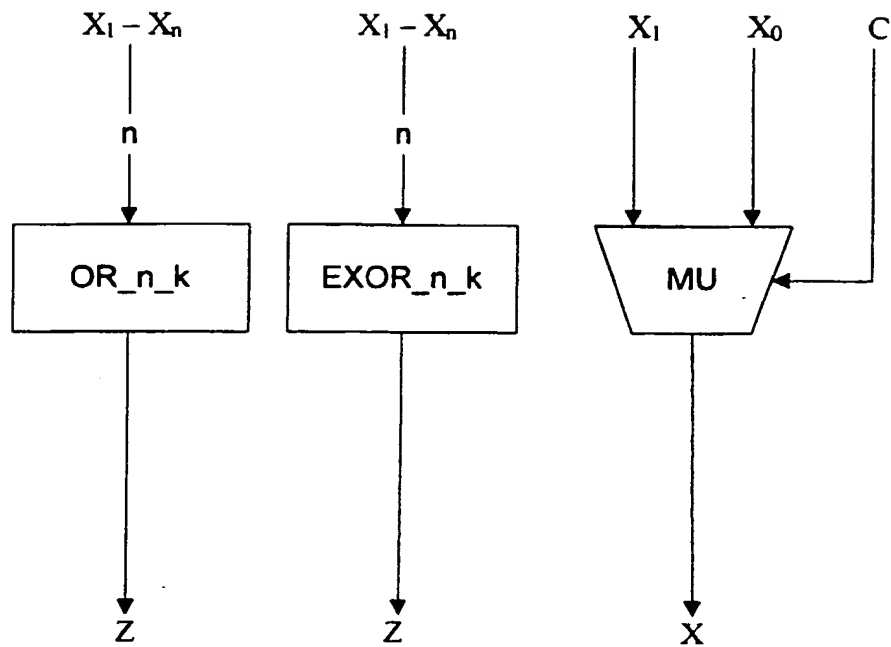 X₁ – Xₙ
X₁ – Xₙ
X₁
X₀
C
n
n
OR_n_k
EXOR_n_k
MU
Z
Z
X